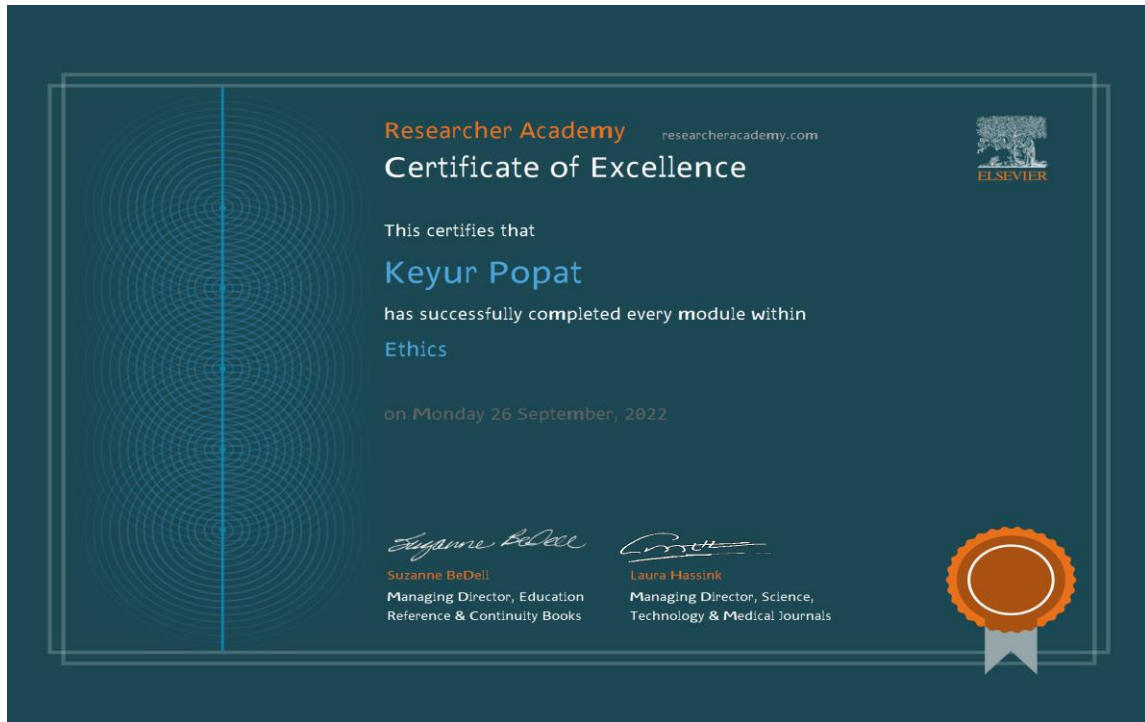 Researcher Academy researcheracademy.com
Certificate of Excellence
ELSEVIER
This certifies that
Keyur Popat
has successfully completed every module within
Ethics
on Monday 26 September, 2022
Suzanne BeDell
Suzanne BeDell
Managing Director, Education
Reference & Continuity Books
Laura Hassink
Managing Director, Science,
Technology & Medical Journals